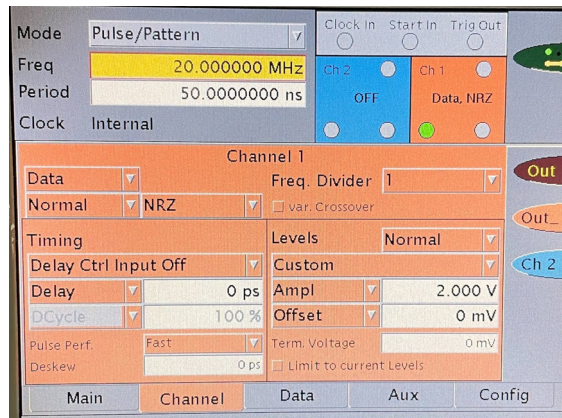 Mode Pulse/Pattern
Freq 20.000000 MHz
Period 50.0000000 ns
Clock Internal
Clock In Start In Trig Out
Ch 2 Ch 1
OFF Data, NRZ
Channel 1
Data Freq. Divider 1
Normal NRZ var. Crossover
Timing Levels Normal
Delay Ctrl Input Off Custom
Delay 0 ps Ampl 2.000 V
DCycle 100 % Offset 0 mV
Pulse Perf. Fast Term. Voltage 0 mV
Deskew 0 ps Limit to current Levels
Main Channel Data Aux Config
Out
Out_
Ch 2